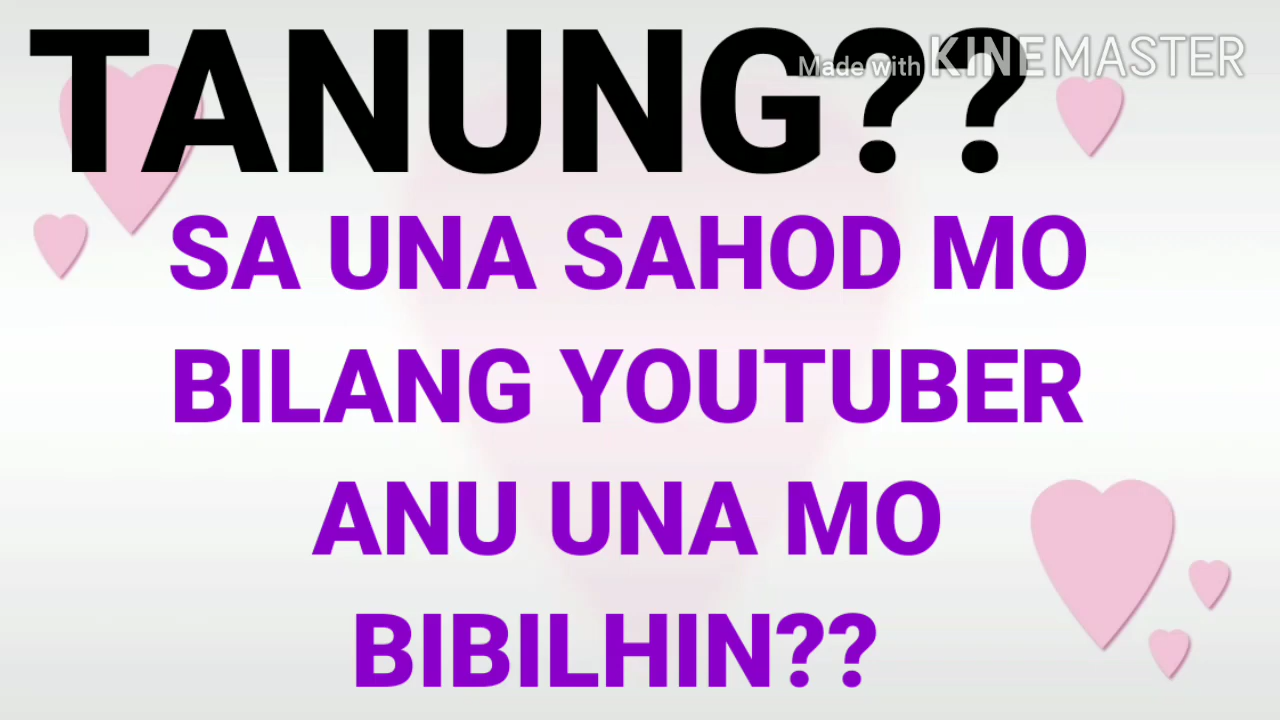 TANUNG??
Made with KINEMASTER
SA UNA SAHOD MO
BILANG YOUTUBER
ANU UNA MO
BIBILHIN??